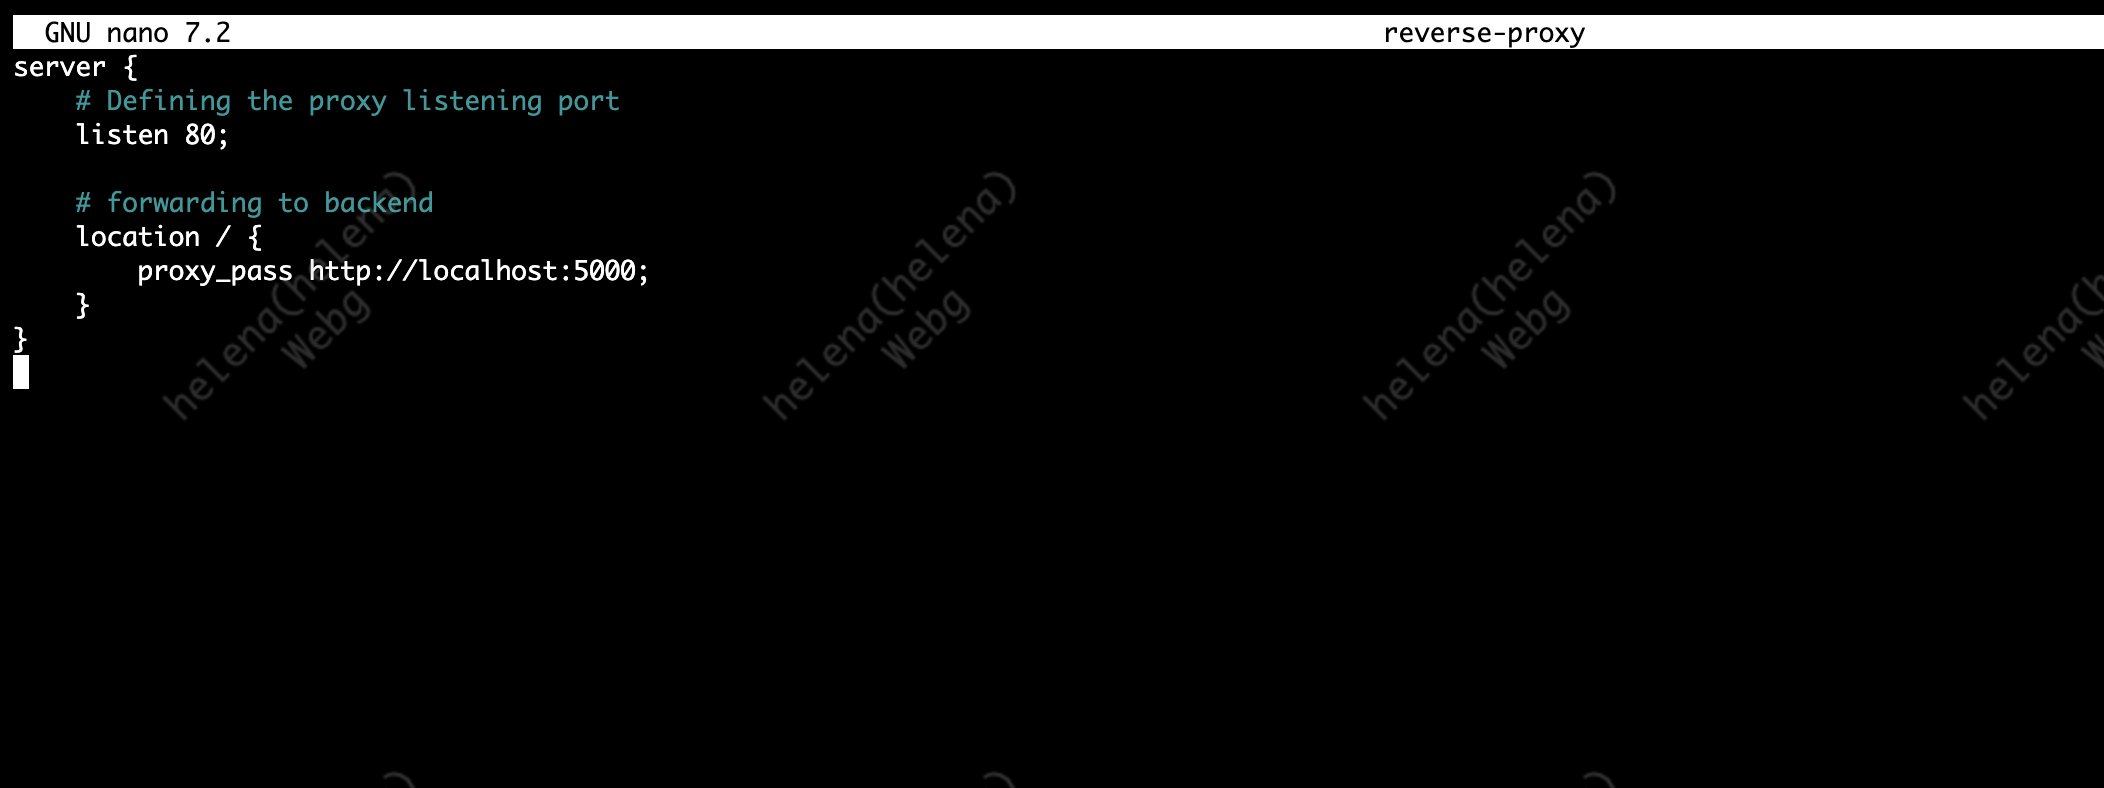 GNU nano 7.2 reverse-proxy
server {
    # Defining the proxy listening port
    listen 80;

    # forwarding to backend
    location / {
        proxy_pass http://localhost:5000;
    }
}
helena(helena)
Webg
helena(helena)
Webg
helena(helena)
Webg